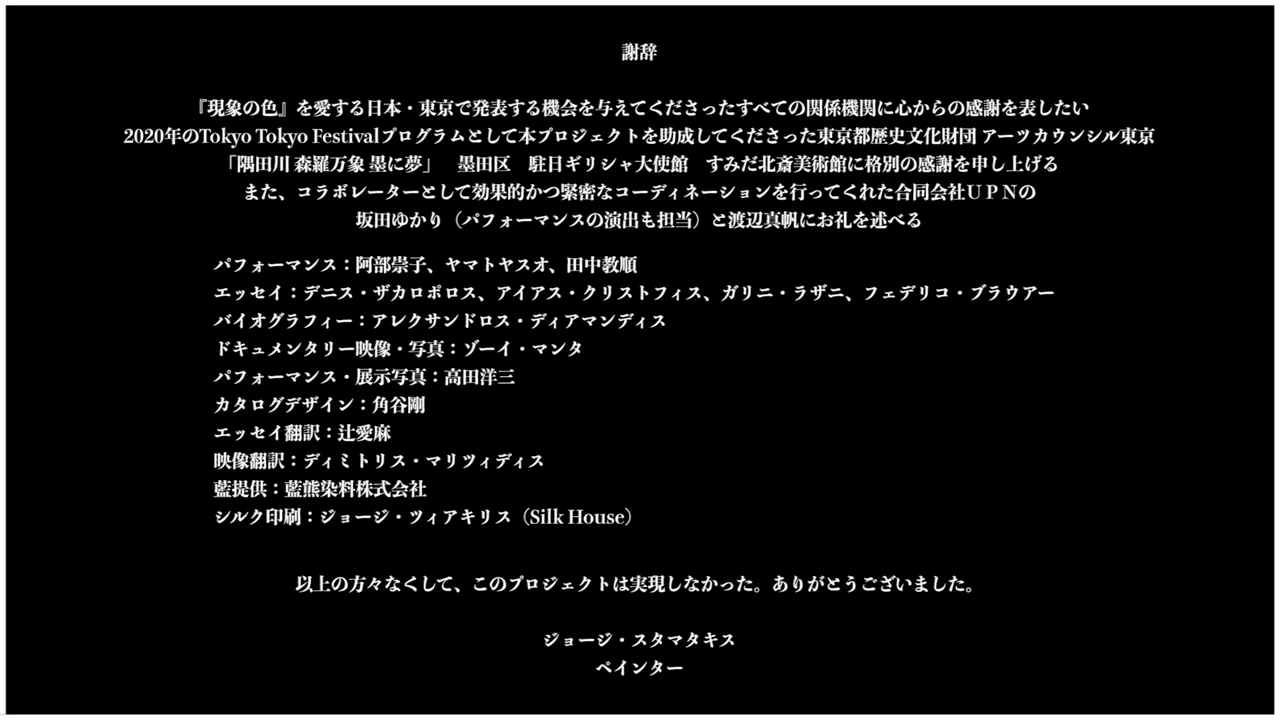 謝辞
『現象の色』を愛する日本・東京で発表する機会を与えてくださったすべての関係機関に心からの感謝を表したい
2020年のTokyo Tokyo Festivalプログラムとして本プロジェクトを助成してくださった東京都歴史文化財団 アーツカウンシル東京
「隅田川 森羅万象 墨に夢」　墨田区　駐日ギリシャ大使館　すみだ北斎美術館に格別の感謝を申し上げる
また、コラボレーターとして効果的かつ緊密なコーディネーションを行ってくれた合同会社ＵＰＮの
坂田ゆかり（パフォーマンスの演出も担当）と渡辺真帆にお礼を述べる
パフォーマンス：阿部崇子、ヤマトヤスオ、田中教順
エッセイ：デニス・ザカロポロス、アイアス・クリストフィス、ガリニ・ラザニ、フェデリコ・ブラウアー
バイオグラフィー：アレクサンドロス・ディアマンディス
ドキュメンタリー映像・写真：ゾーイ・マンタ
パフォーマンス・展示写真：高田洋三
カタログデザイン：角谷剛
エッセイ翻訳：辻愛麻
映像翻訳：ディミトリス・マリツィディス
藍提供：藍熊染料株式会社
シルク印刷：ジョージ・ツィアキリス（Silk House）
以上の方々なくして、このプロジェクトは実現しなかった。ありがとうございました。
ジョージ・スタマタキス
ペインター